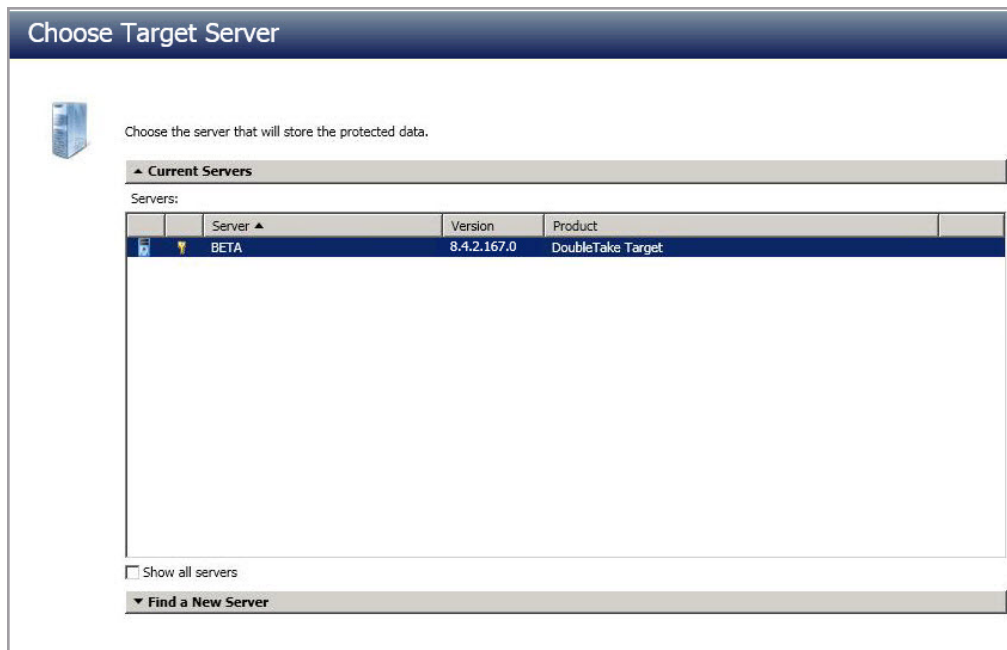 Choose Target Server
Choose the server that will store the protected data.
Current Servers
Servers:
Server Version Product
BETA 8.4.2.167.0 DoubleTake Target
Show all servers
Find a New Server